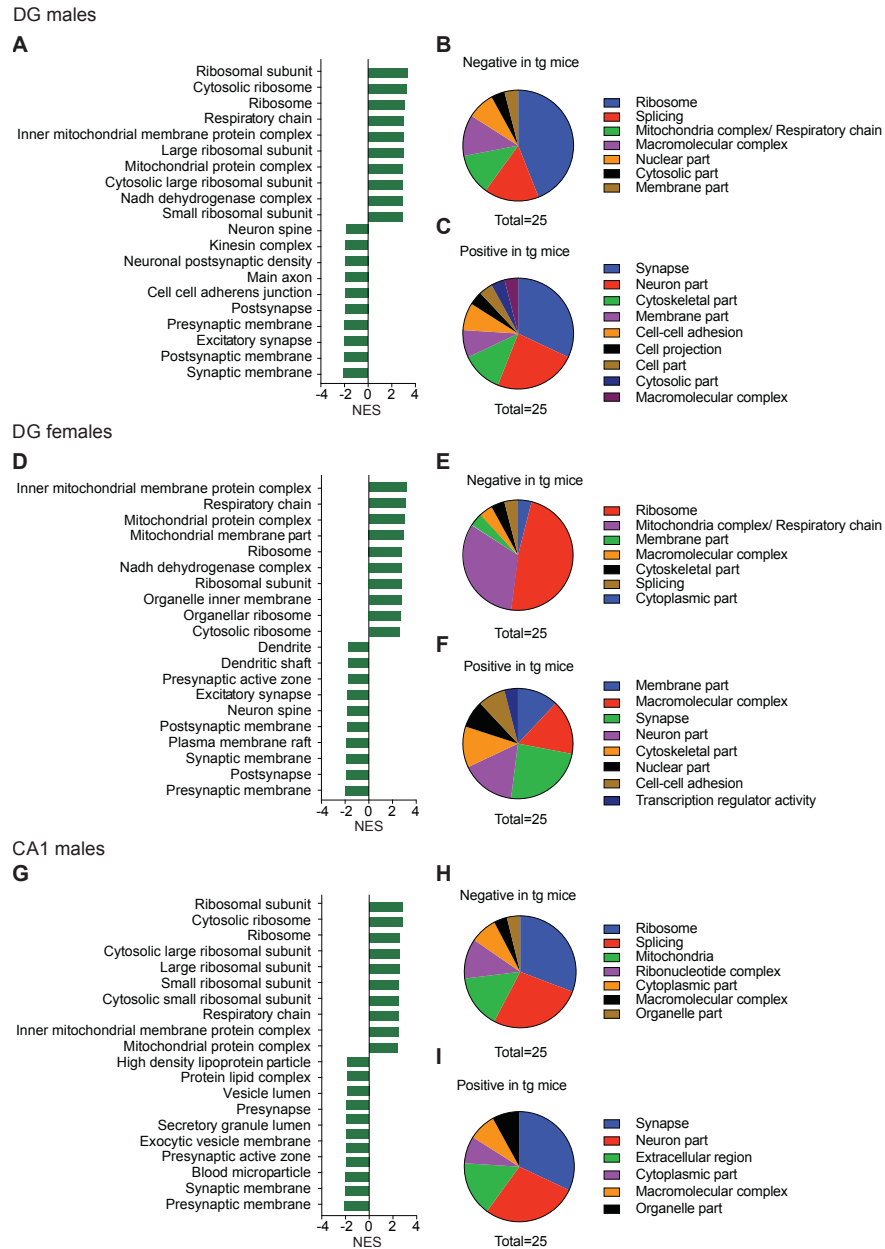 DG males
A
Ribosomal subunit
Cytosolic ribosome
Ribosome
Respiratory chain
Inner mitochondrial membrane protein complex
Large ribosomal subunit
Mitochondrial protein complex
Cytosolic large ribosomal subunit
Nadh dehydrogenase complex
Small ribosomal subunit
Neuron spine
Kinesin complex
Neuronal postsynaptic density
Main axon
Cell cell adherens junction
Postsynapse
Presynaptic membrane
Excitatory synapse
Postsynaptic membrane
Synaptic membrane
-4 -2 0 2 4
NES
B
Negative in tg mice
Ribosome
Splicing
Mitochondria complex/ Respiratory chain
Macromolecular complex
Nuclear part
Cytosolic part
Membrane part
Total=25
C
Positive in tg mice
Synapse
Neuron part
Cytoskeletal part
Membrane part
Cell-cell adhesion
Cell projection
Cell part
Cytosolic part
Macromolecular complex
Total=25
DG females
D
Inner mitochondrial membrane protein complex
Respiratory chain
Mitochondrial protein complex
Mitochondrial membrane part
Ribosome
Nadh dehydrogenase complex
Ribosomal subunit
Organelle inner membrane
Organellar ribosome
Cytosolic ribosome
Dendrite
Dendritic shaft
Presynaptic active zone
Excitatory synapse
Neuron spine
Postsynaptic membrane
Plasma membrane raft
Synaptic membrane
Postsynapse
Presynaptic membrane
-4 -2 0 2 4
NES
E
Negative in tg mice
Ribosome
Mitochondria complex/ Respiratory chain
Membrane part
Macromolecular complex
Cytoskeletal part
Splicing
Cytoplasmic part
Total=25
F
Positive in tg mice
Membrane part
Macromolecular complex
Synapse
Neuron part
Cytoskeletal part
Nuclear part
Cell-cell adhesion
Transcription regulator activity
Total=25
CA1 males
G
Ribosomal subunit
Cytosolic ribosome
Ribosome
Cytosolic large ribosomal subunit
Large ribosomal subunit
Small ribosomal subunit
Cytosolic small ribosomal subunit
Respiratory chain
Inner mitochondrial membrane protein complex
Mitochondrial protein complex
High density lipoprotein particle
Protein lipid complex
Vesicle lumen
Presynapse
Secretory granule lumen
Exocytic vesicle membrane
Presynaptic active zone
Blood microparticle
Synaptic membrane
Presynaptic membrane
-4 -2 0 2 4
NES
H
Negative in tg mice
Ribosome
Splicing
Mitochondria
Ribonucleotide complex
Cytoplasmic part
Macromolecular complex
Organelle part
Total=25
I
Positive in tg mice
Synapse
Neuron part
Extracellular region
Cytoplasmic part
Macromolecular complex
Organelle part
Total=25